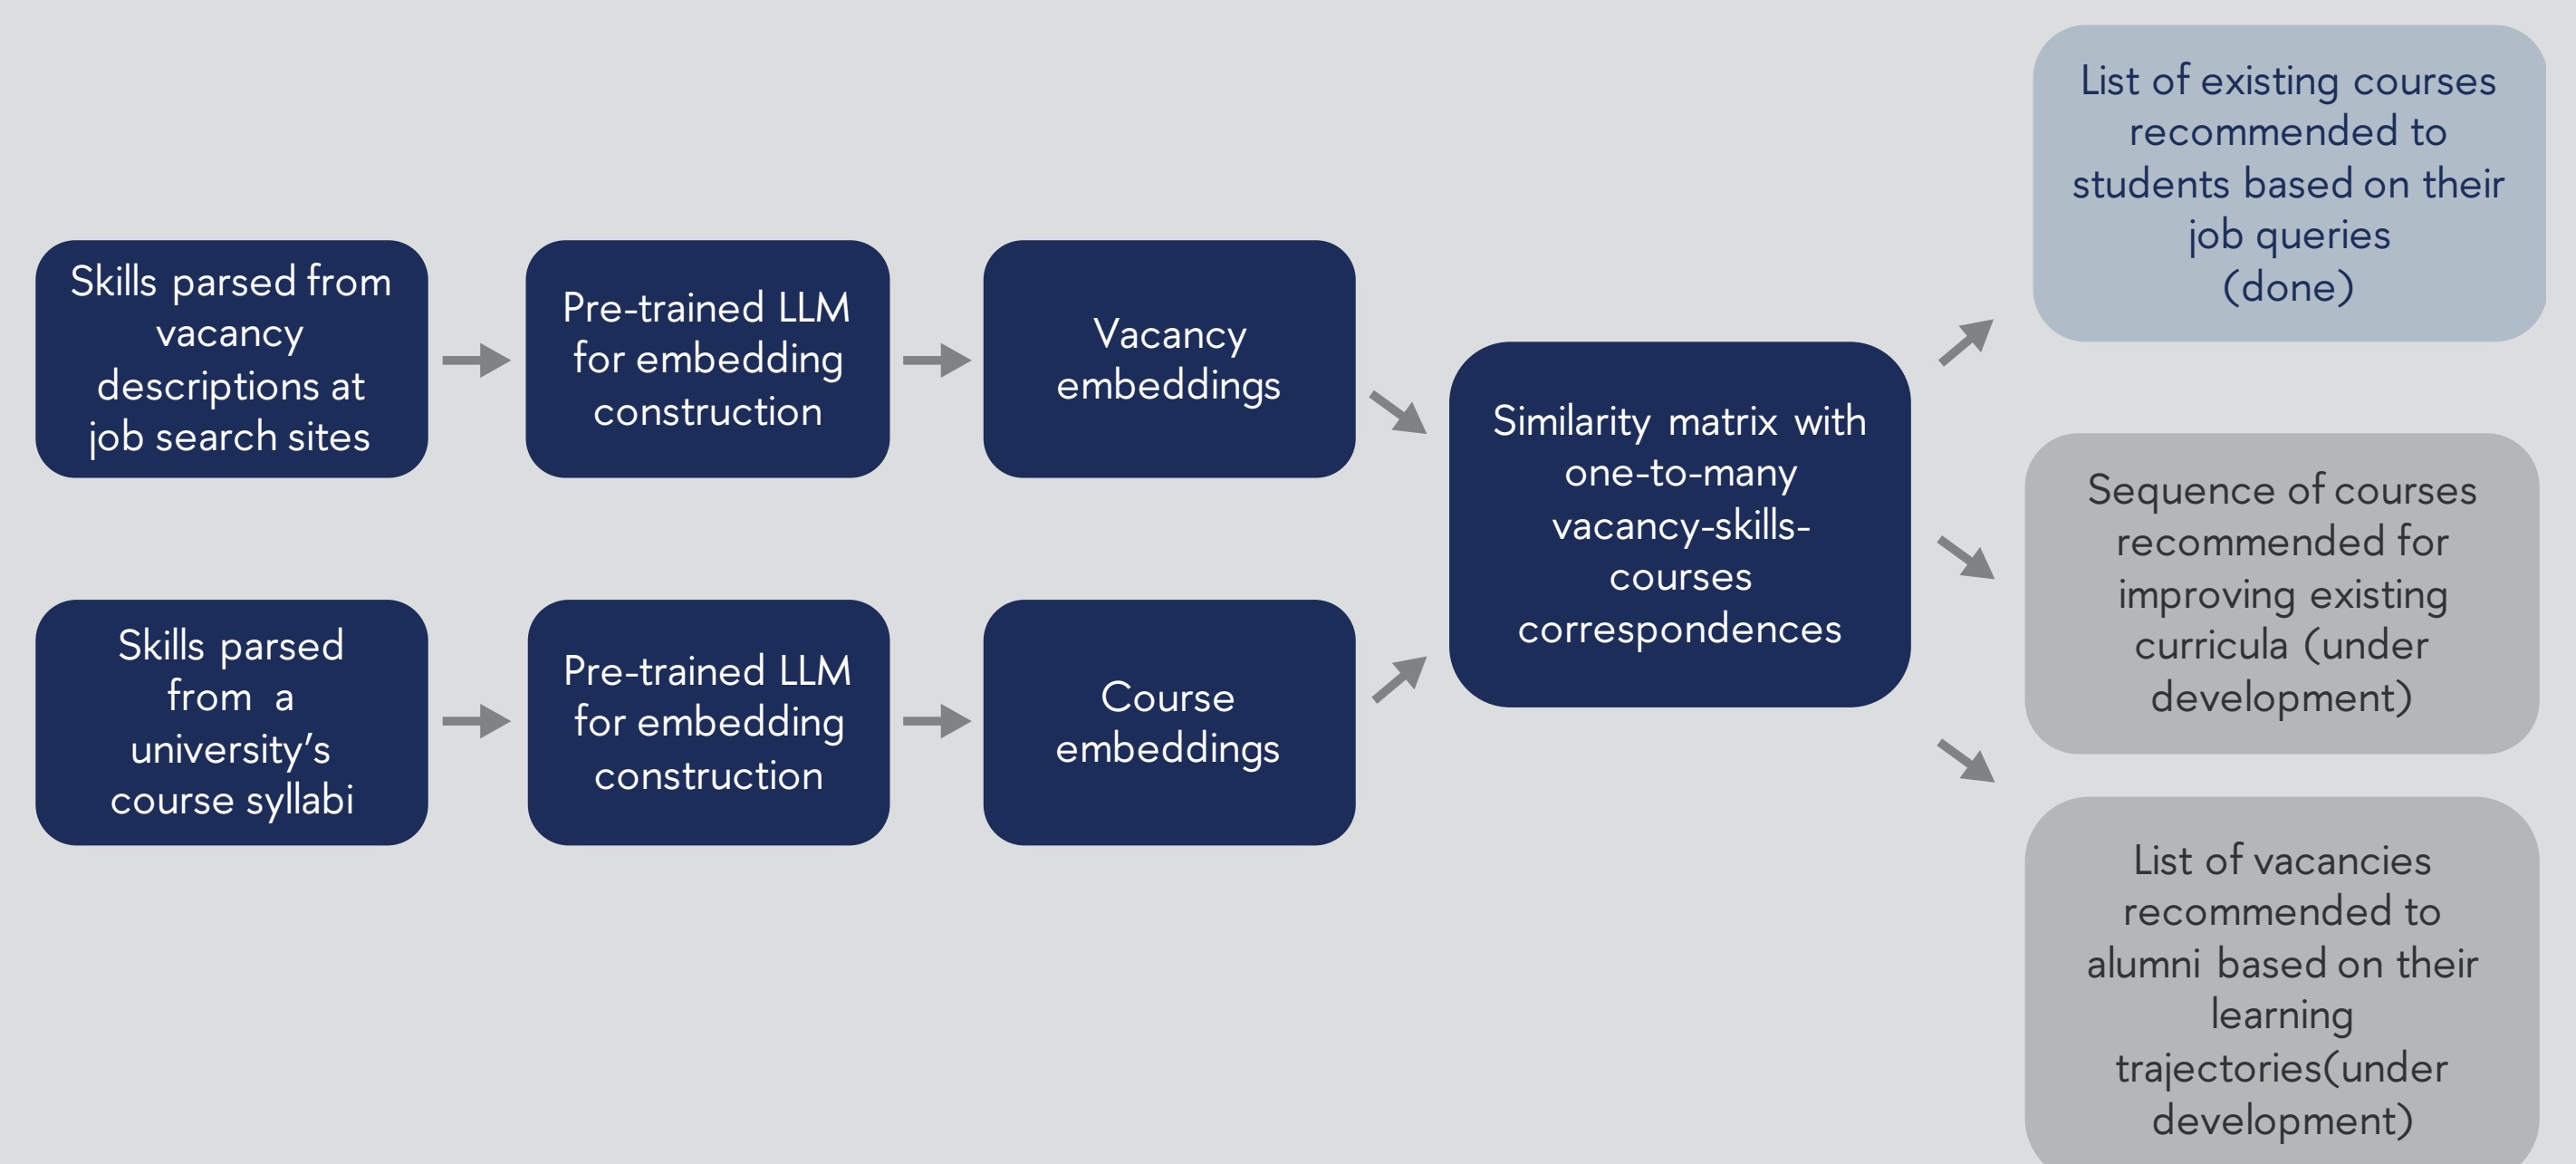 Skills parsed from
vacancy
descriptions at
job search sites
Pre-trained LLM
for embedding
construction
Vacancy
embeddings
Skills parsed
from a
university's
course syllabi
Pre-trained LLM
for embedding
construction
Course
embeddings
Similarity matrix with
one-to-many
vacancy-skills-
courses
correspondences
List of existing courses
recommended to
students based on their
job queries
(done)
Sequence of courses
recommended for
improving existing
curricula (under
development)
List of vacancies
recommended to
alumni based on their
learning
trajectories(under
development)